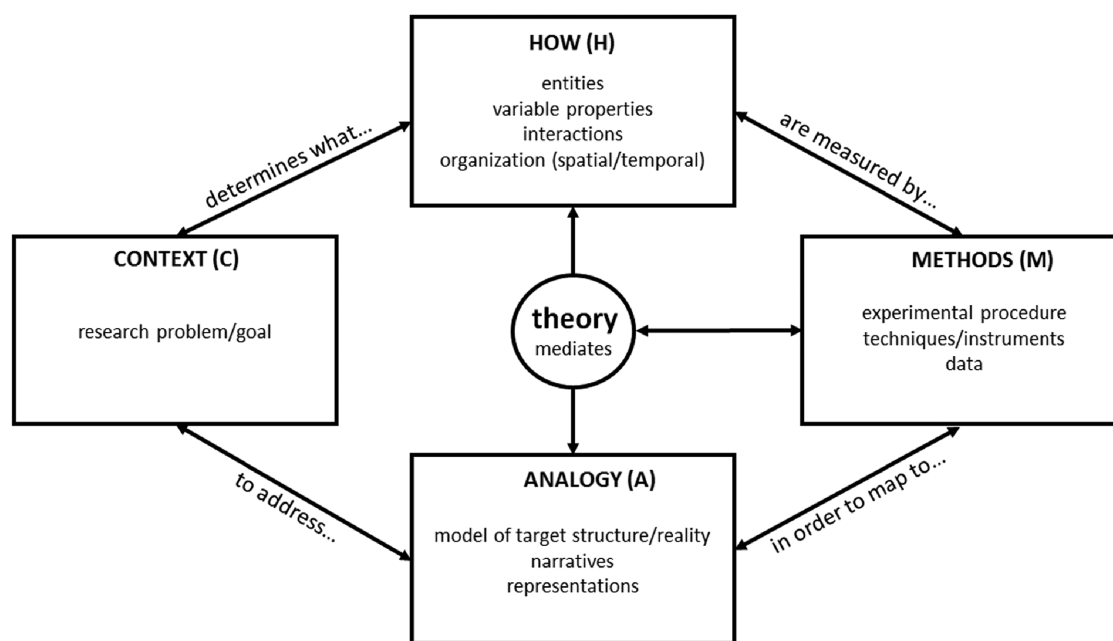 HOW (H)
entities
variable properties
interactions
organization (spatial/temporal)
determines what...
are measured by...
CONTEXT (C)
research problem/goal
theory
mediates
METHODS (M)
experimental procedure
techniques/instruments
data
to address...
in order to map to...
ANALOGY (A)
model of target structure/reality
narratives
representations